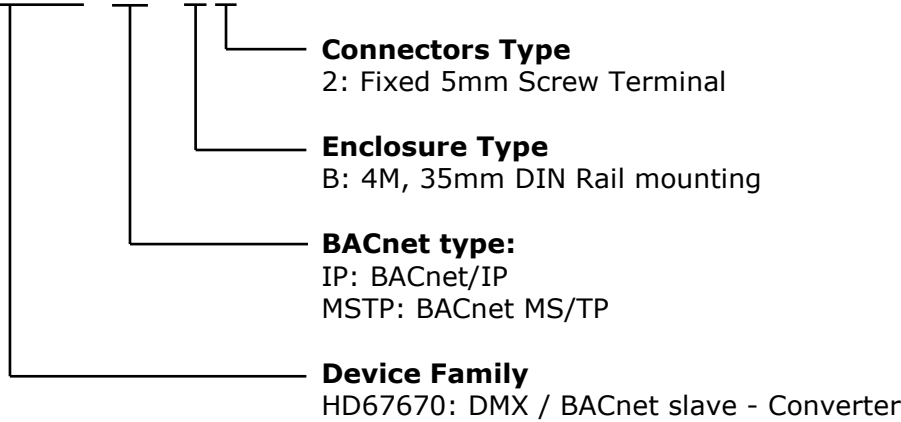 Connectors Type
2: Fixed 5mm Screw Terminal
Enclosure Type
B: 4M, 35mm DIN Rail mounting
BACnet type:
IP: BACnet/IP
MSTP: BACnet MS/TP
Device Family
HD67670: DMX / BACnet slave - Converter